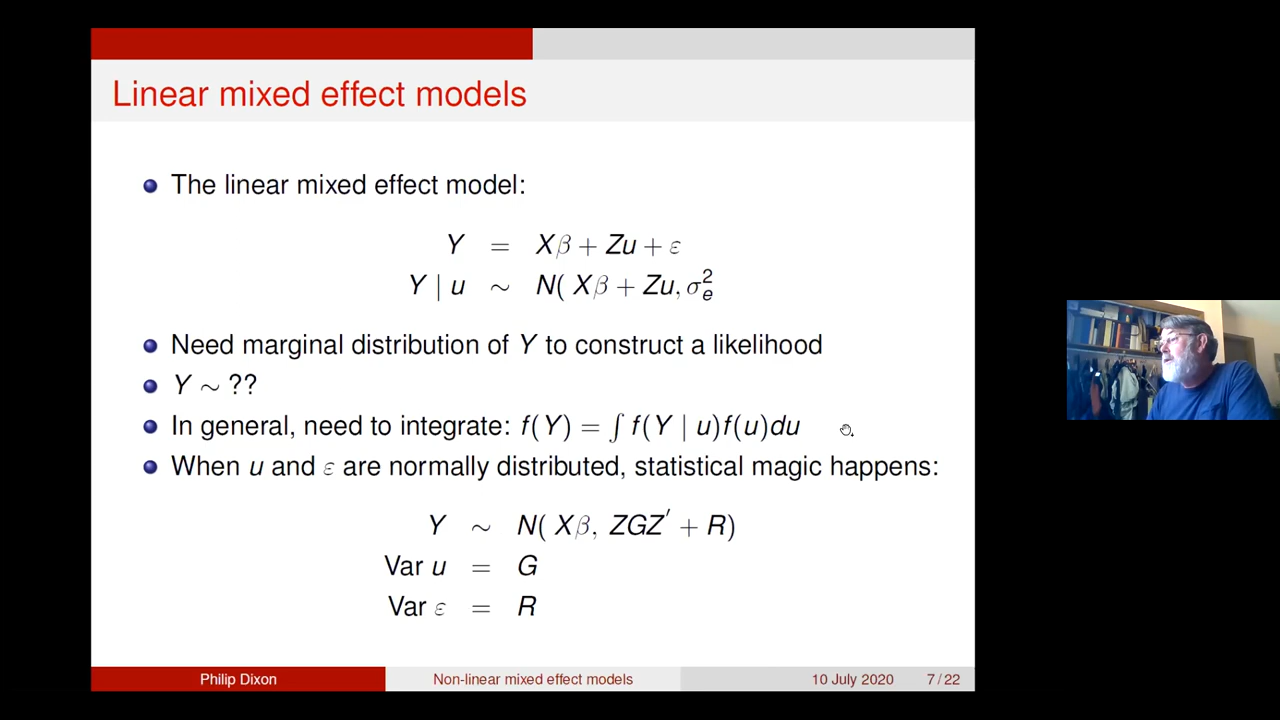 Linear mixed effect models
The linear mixed effect model:
Y = Xβ + Zu + ε
Y | u ∼ N( Xβ + Zu, σ²ₑ
Need marginal distribution of Y to construct a likelihood
Y ∼ ??
In general, need to integrate: f(Y) = ∫ f(Y | u)f(u)du
When u and ε are normally distributed, statistical magic happens:
Y ∼ N( Xβ, ZGZ′ + R)
Var u = G
Var ε = R
Philip Dixon Non-linear mixed effect models 10 July 2020 7 / 22